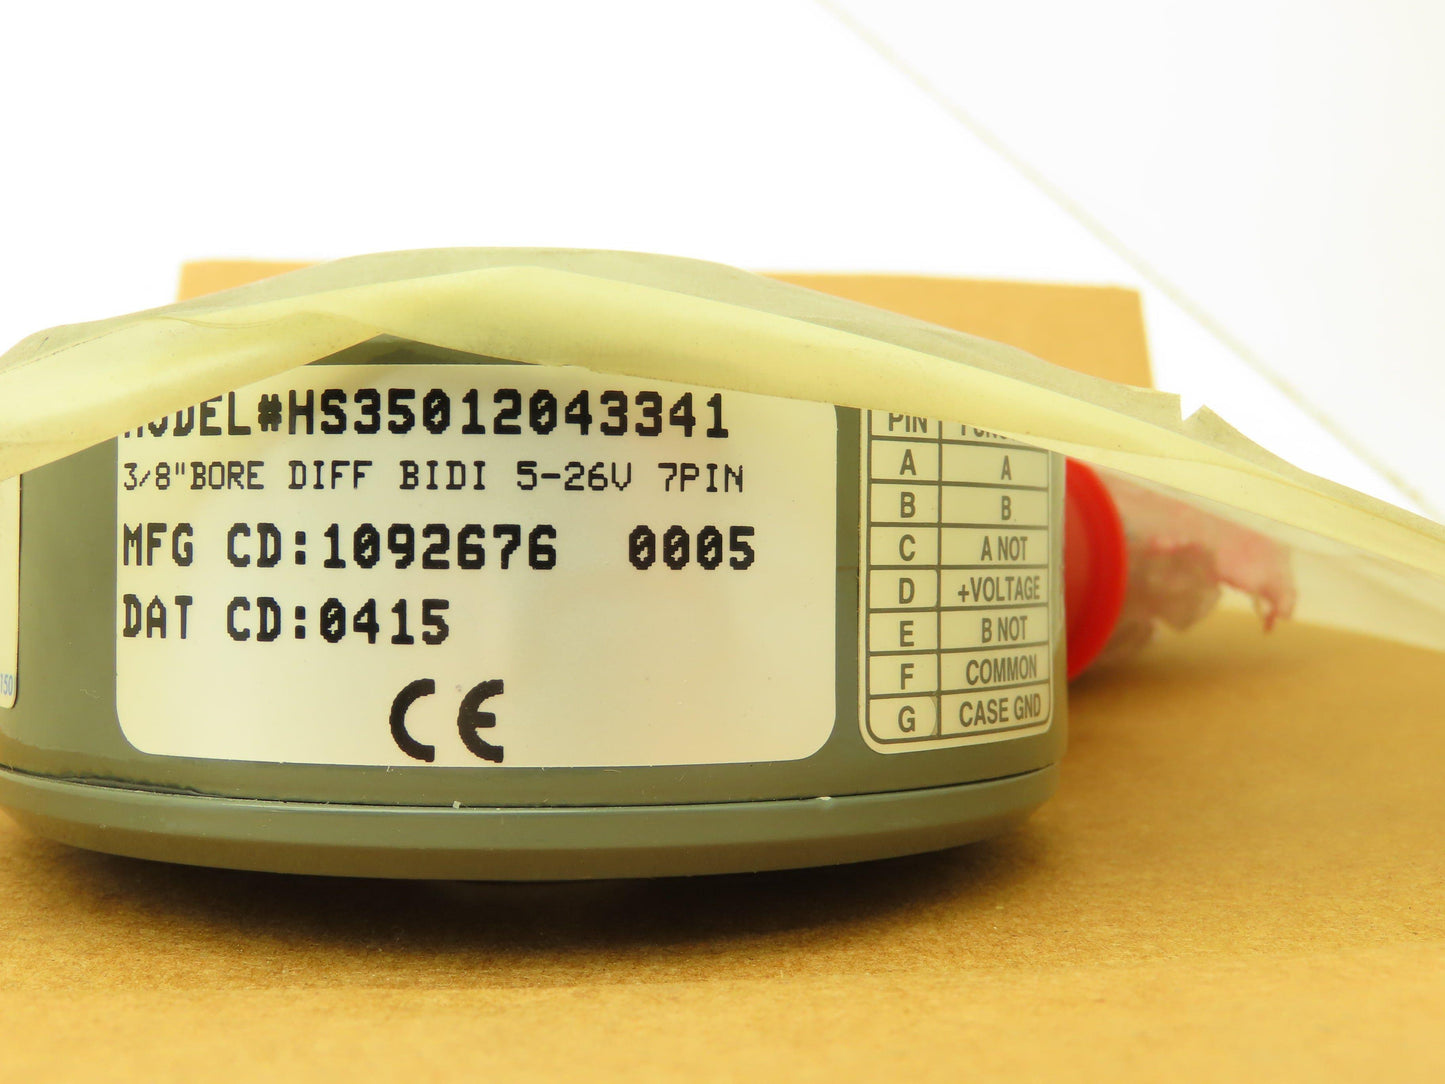 MODEL#HS35012043341
3/8"BORE DIFF BIDI 5-26V 7PIN
MFG CD:1092676 0005
DAT CD:0415
CE
PIN
A A
B B
C A NOT
D +VOLTAGE
E B NOT
F COMMON
G CASE GND
150